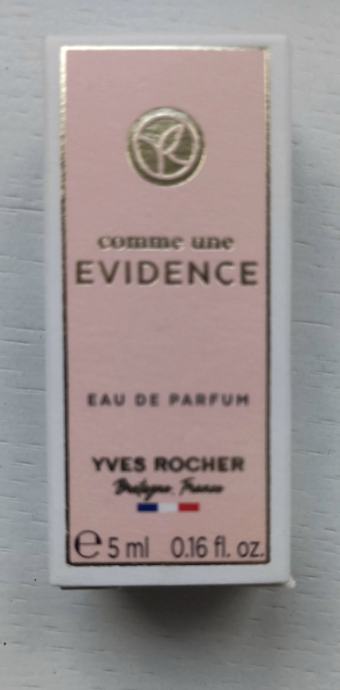 comme une
EVIDENCE
EAU DE PARFUM
YVES ROCHER
Bretagne, France
℮ 5 ml 0.16 fl. oz.